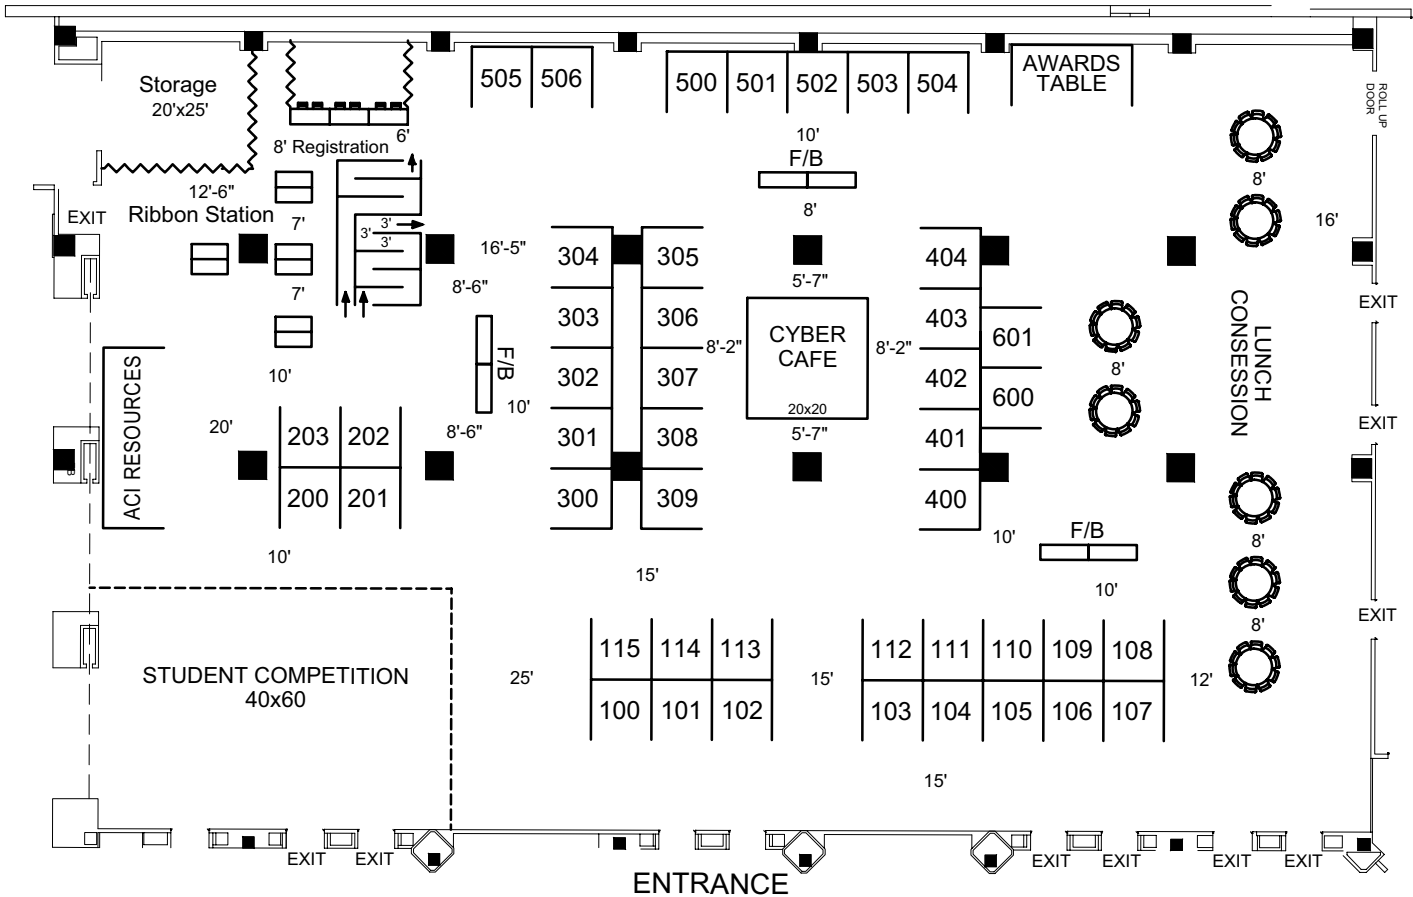 Storage
20'x25'
505
506
500
501
502
503
504
AWARDS
TABLE
ROLL UP
DOOR
6'
8' Registration
10'
F/B
8'
8'
12'-6"
Ribbon Station
EXIT
7'
3'
3'
3'
16'-5"
16'
304
305
404
7'
8'-6"
5'-7"
EXIT
303
306
403
601
CYBER
CAFE
20x20
8'-2"
8'-2"
LUNCH
CONSESSION
F/B
10'
10'
302
307
402
600
8'
ACI RESOURCES
20'
203
202
8'-6"
301
308
5'-7"
401
EXIT
200
201
300
309
400
B
10'
10'
F/B
8'
15'
10'
EXIT
8'
STUDENT COMPETITION
40x60
25'
115
114
113
15'
112
111
110
109
108
12'
100
101
102
103
104
105
106
107
15'
EXIT
EXIT
EXIT
EXIT
EXIT
EXIT
ENTRANCE